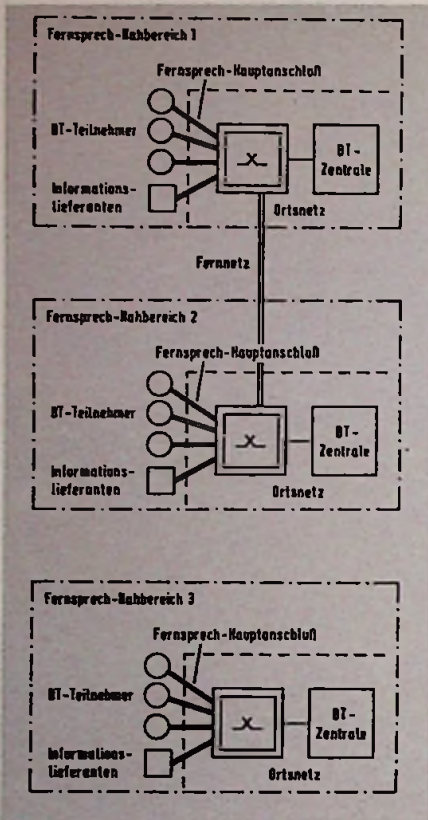 Fernsprech-Nahbereich 1
Fernsprech-Hauptanschluß
BT-Teilnehmer
BT-
Zentrale
Informations-
lieferanten
Ortsnetz
Fernnetz
Fernsprech-Nahbereich 2
Fernsprech-Hauptanschluß
BT-Teilnehmer
BT-
Zentrale
Informations-
lieferanten
Ortsnetz
Fernsprech-Nahbereich 3
Fernsprech-Hauptanschluß
BT-Teilnehmer
BT-
Zentrale
Informations-
lieferanten
Ortsnetz